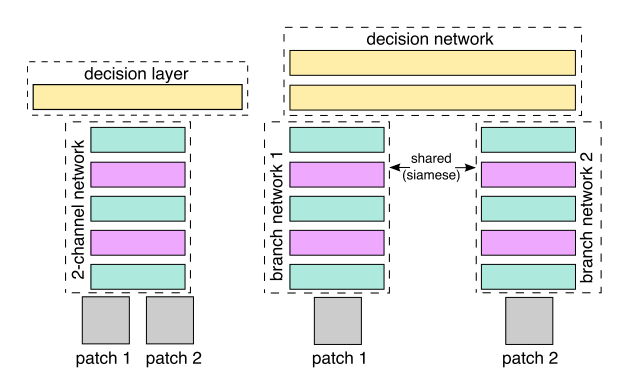 decision layer
2-channel network
patch 1
patch 2
decision network
branch network 1
shared
(siamese)
branch network 2
patch 1
patch 2